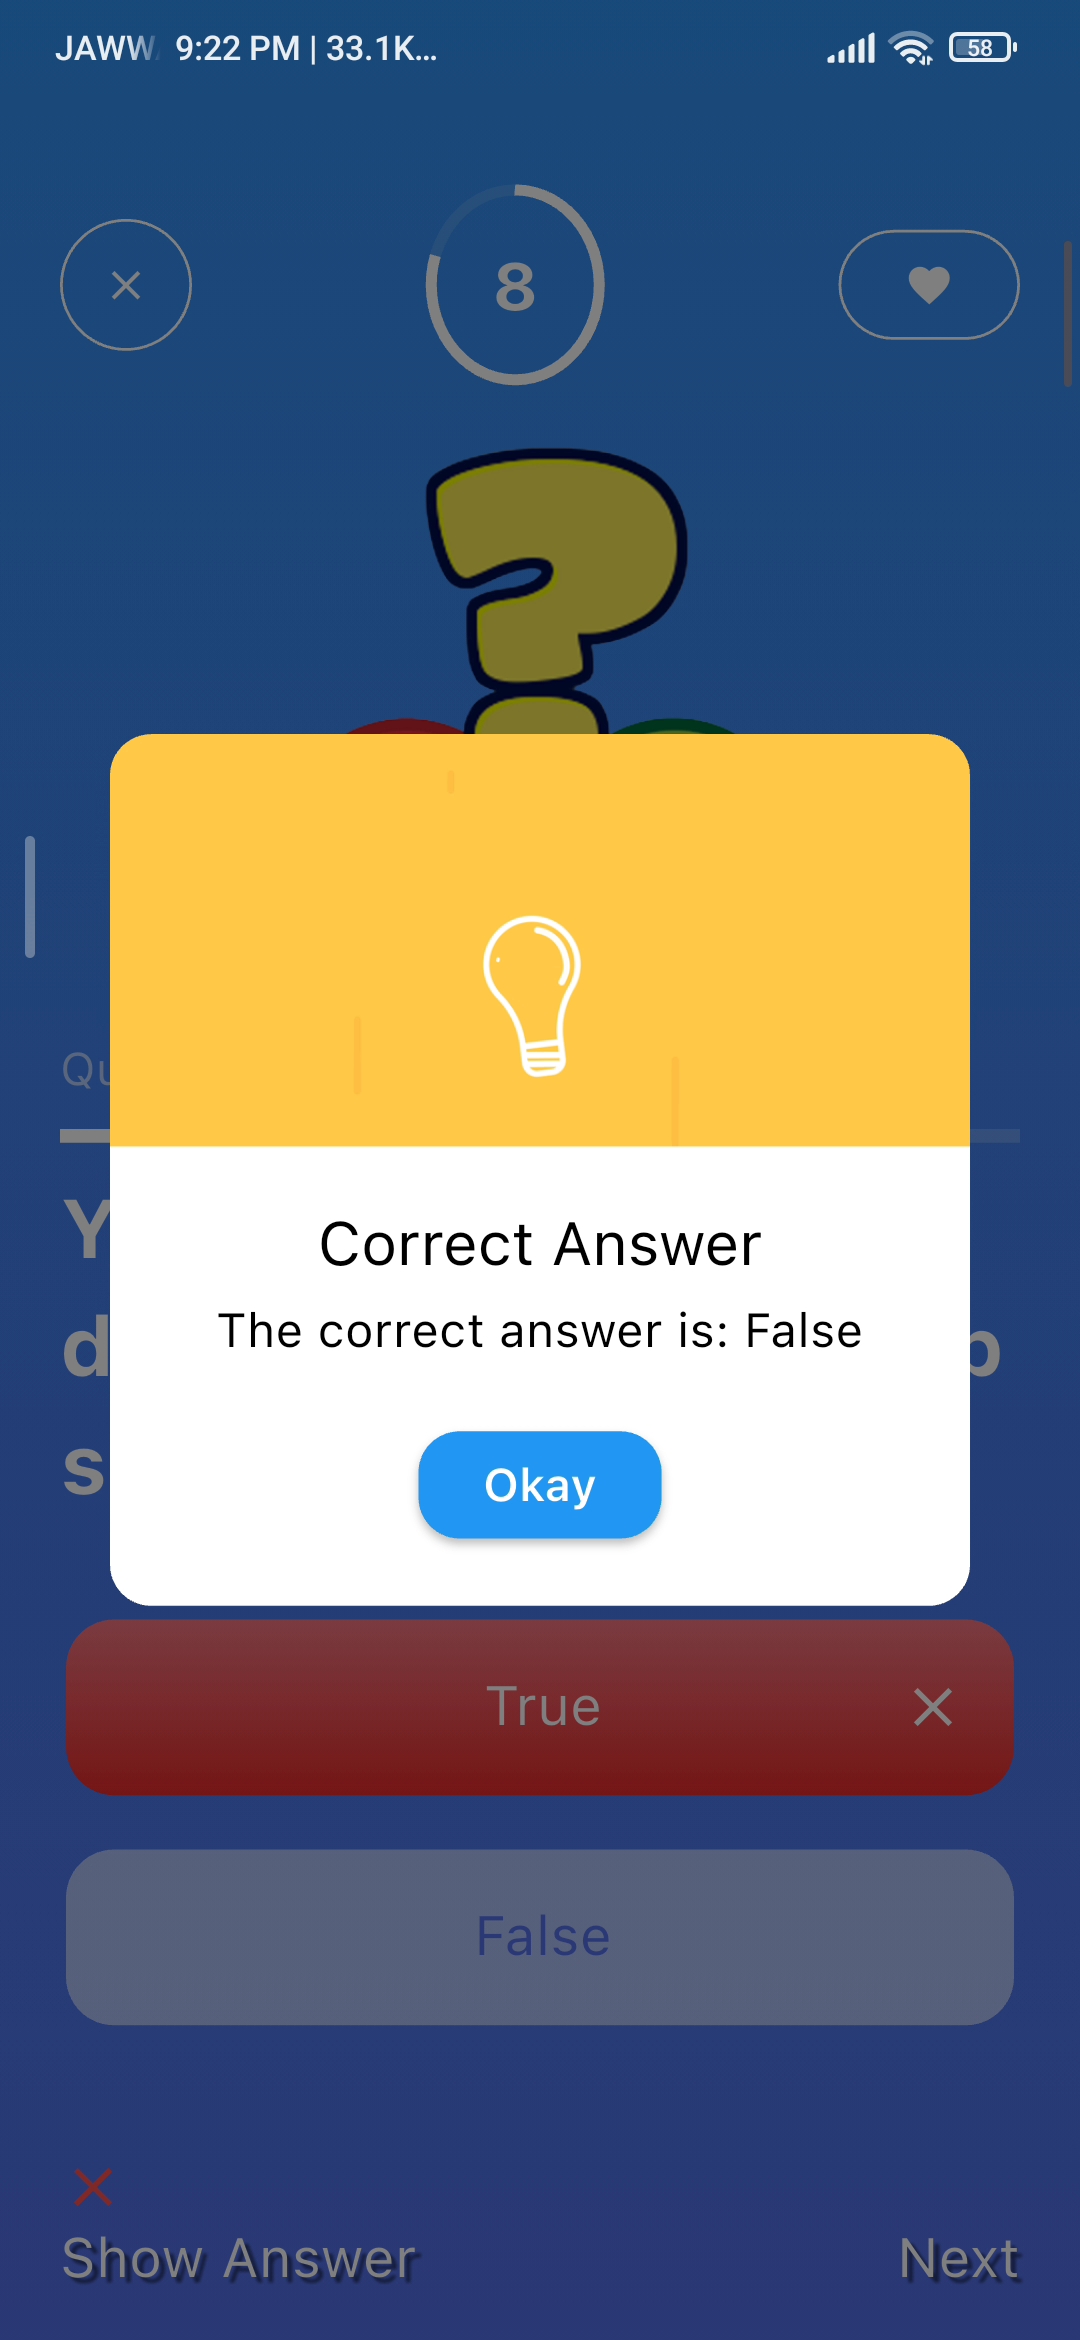 JAWW 9:22 PM | 33.1K... 58
8
Correct Answer
The correct answer is: False
Okay
True
False
Show Answer
Next